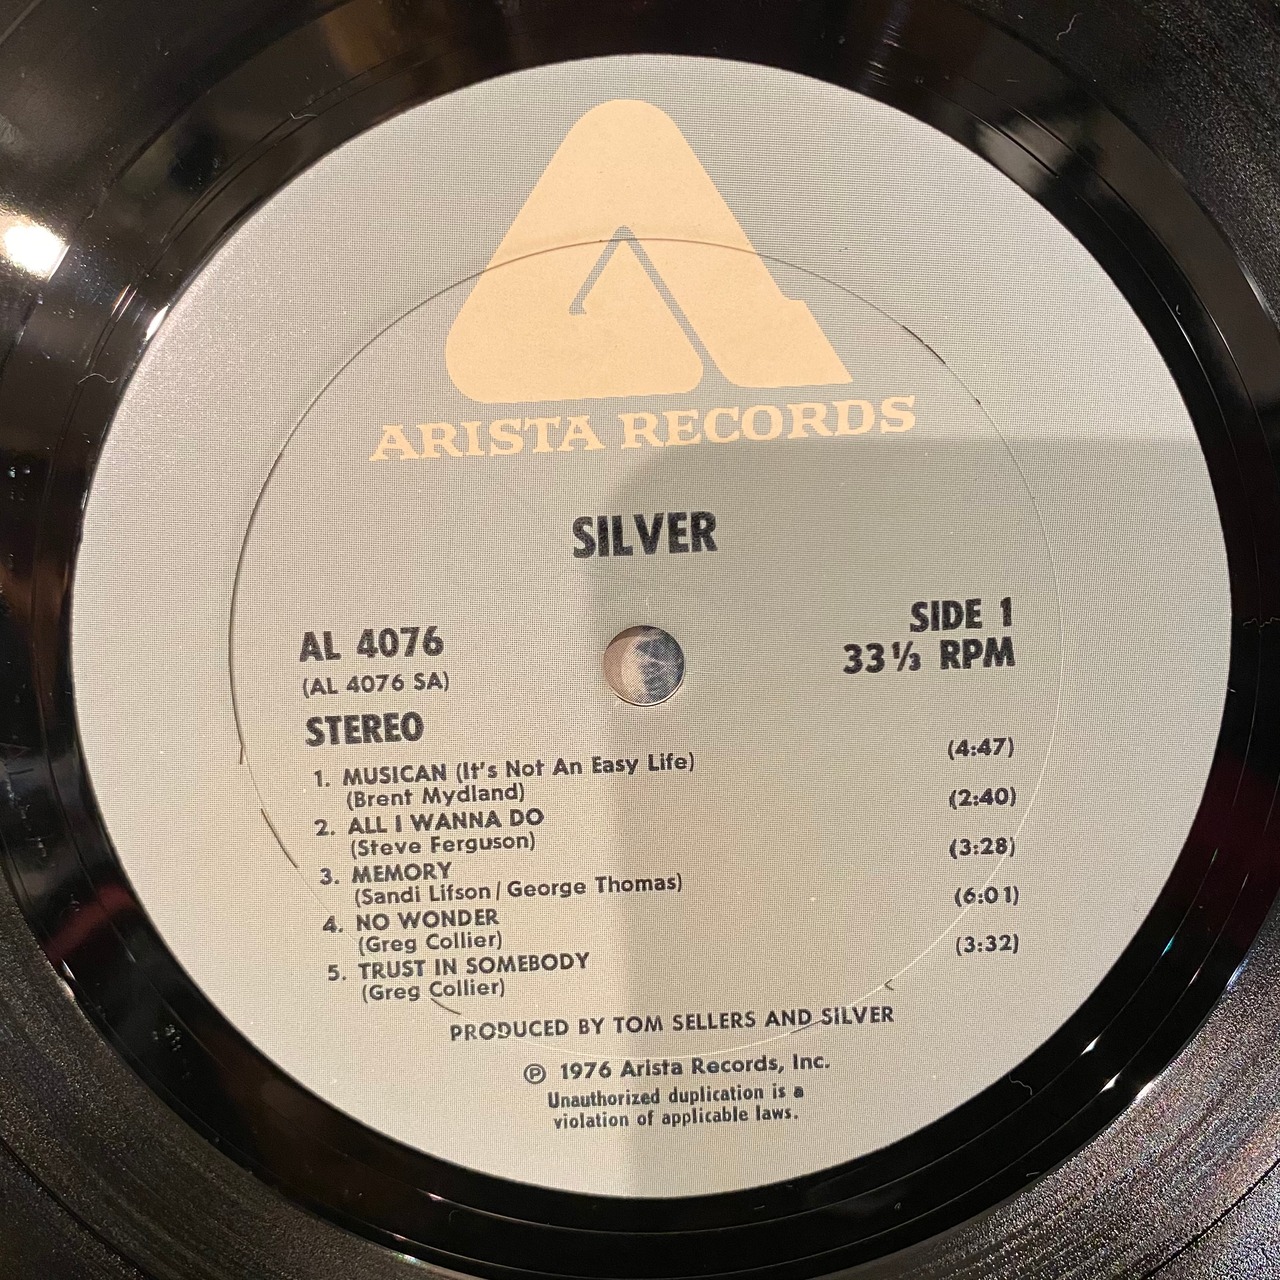 ARISTA RECORDS
SILVER
AL 4076
(AL 4076 SA)
STEREO
SIDE 1
33 ⅓ RPM
1. MUSICAN (It's Not An Easy Life) (4:47)
(Brent Mydland)
2. ALL I WANNA DO (2:40)
(Steve Ferguson)
3. MEMORY (3:28)
(Sandi Lifson / George Thomas)
4. NO WONDER (6:01)
(Greg Collier)
5. TRUST IN SOMEBODY (3:32)
(Greg Collier)
PRODUCED BY TOM SELLERS AND SILVER
℗ 1976 Arista Records, Inc.
Unauthorized duplication is a
violation of applicable laws.